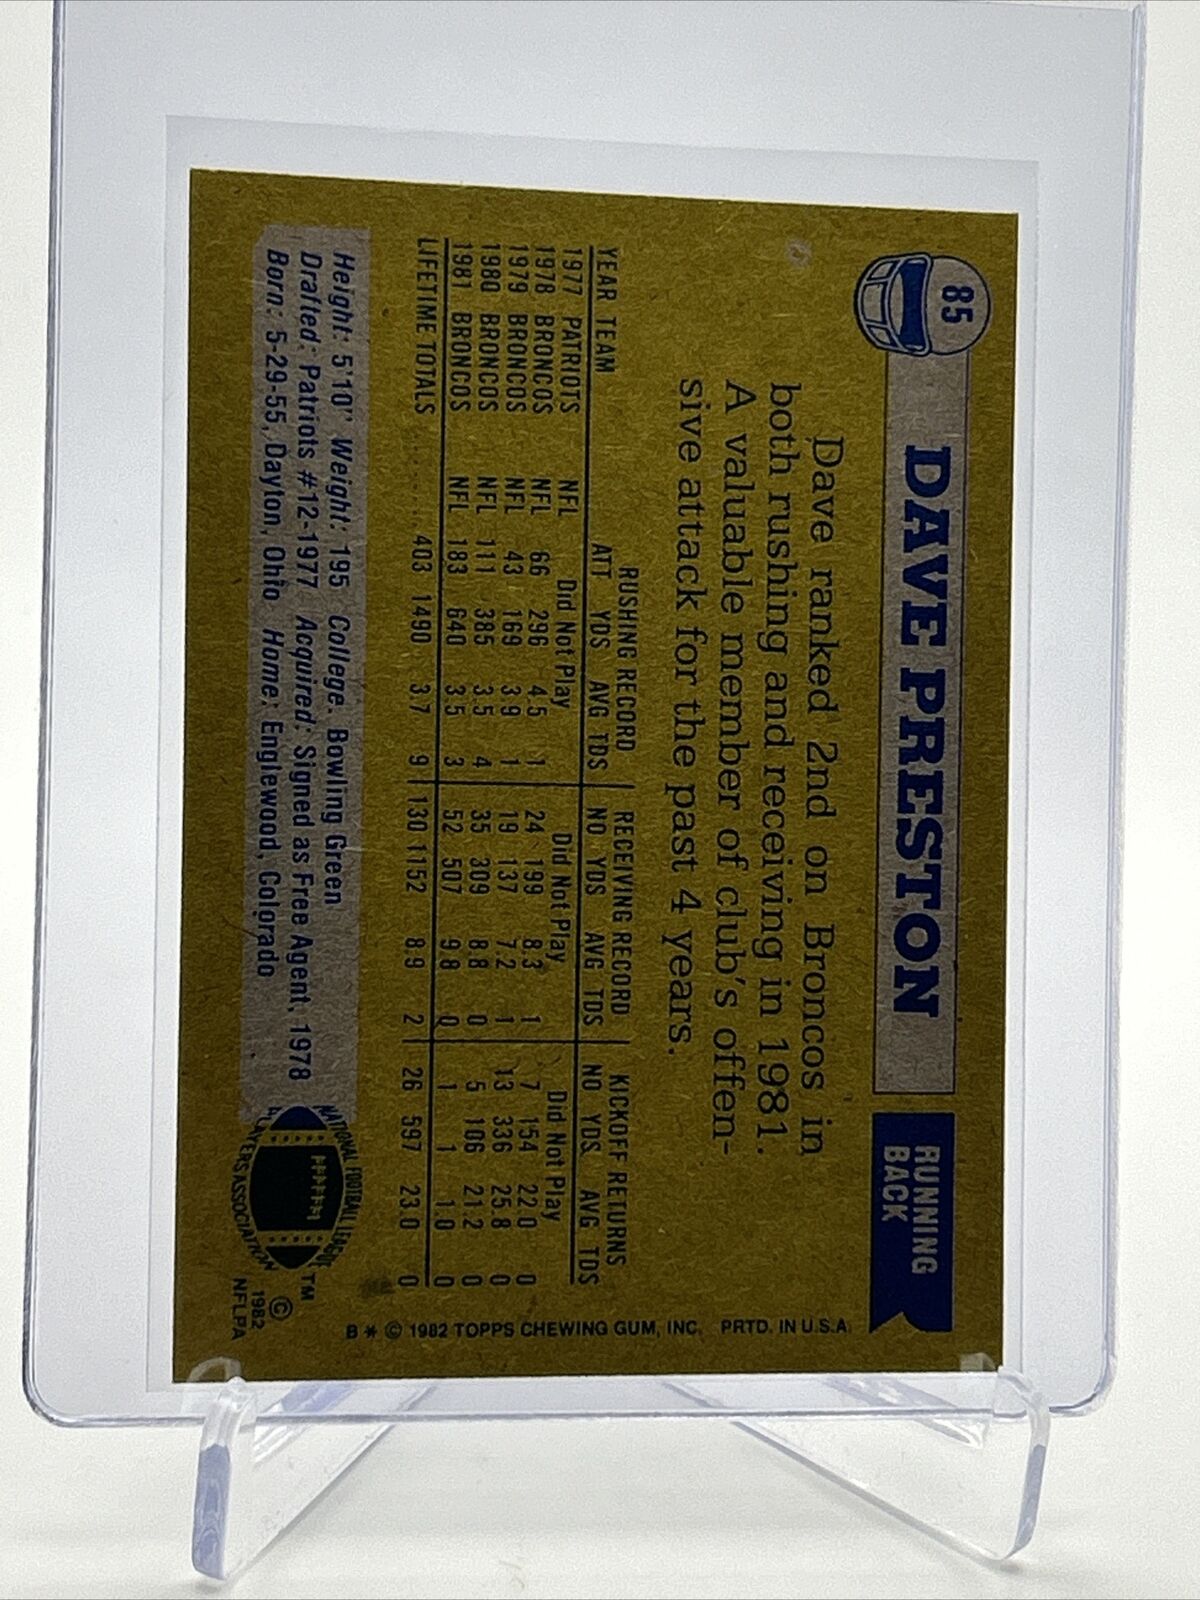 85
DAVE PRESTON
RUNNING
BACK
Dave ranked 2nd on Broncos in
both rushing and receiving in 1981.
A valuable member of club's offen-
sive attack for the past 4 years.
RUSHING RECORD RECEIVING RECORD KICKOFF RETURNS
YEAR TEAM ATT YDS AVG TDS NO YDS AVG TDS NO YDS. AVG TDS
1977 PATRIOTS NFL Did Not Play Did Not Play Did Not Play
1978 BRONCOS NFL 66 296 4.5 1 24 199 8.3 1 7 154 22.0 0
1979 BRONCOS NFL 43 169 3.9 1 19 137 7.2 1 13 336 25.8 0
1980 BRONCOS NFL 111 385 3.5 4 35 309 8.8 0 5 106 21.2 0
1981 BRONCOS NFL 183 640 3.5 3 52 507 9.8 0 1 1 1.0 0
LIFETIME TOTALS........ 403 1490 3.7 9 130 1152 8.9 2 26 597 23.0 0
Height: 5'10" Weight: 195 College: Bowling Green
Drafted: Patriots #12-1977 Acquired: Signed as Free Agent, 1978
Born: 5-29-55, Dayton, Ohio Home: Englewood, Colorado
NATIONAL FOOTBALL LEAGUE
PLAYERS ASSOCIATION
TM
©
1982
NFLPA
B * © 1982 TOPPS CHEWING GUM, INC. PRTD. IN U.S.A.